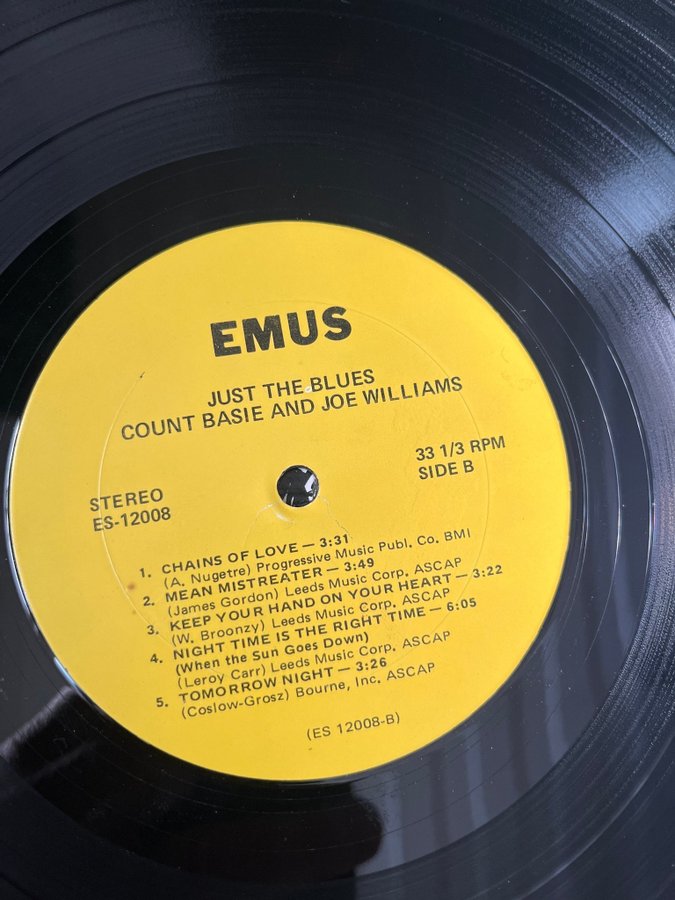 EMUS
JUST THE BLUES
COUNT BASIE AND JOE WILLIAMS
33 1/3 RPM
SIDE B
STEREO
ES-12008
1. CHAINS OF LOVE — 3:31
(A. Nugetre) Progressive Music Publ. Co. BMI
2. MEAN MISTREATER — 3:49
(James Gordon) Leeds Music Corp. ASCAP
3. KEEP YOUR HAND ON YOUR HEART — 3:22
(W. Broonzy) Leeds Music Corp. ASCAP
4. NIGHT TIME IS THE RIGHT TIME — 6:05
(When the Sun Goes Down)
(Leroy Carr) Leeds Music Corp. ASCAP
5. TOMORROW NIGHT — 3:26
(Coslow-Grosz) Bourne, Inc. ASCAP
(ES 12008-B)